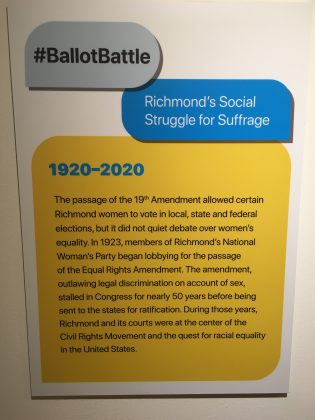 #BallotBattle
Richmond's Social
Struggle for Suffrage
1920–2020
The passage of the 19th Amendment allowed certain
Richmond women to vote in local, state and federal
elections, but it did not quiet debate over women's
equality. In 1923, members of Richmond's National
Woman's Party began lobbying for the passage
of the Equal Rights Amendment. The amendment,
outlawing legal discrimination on account of sex,
stalled in Congress for nearly 50 years before being
sent to the states for ratification. During those years,
Richmond and its courts were at the center of the
Civil Rights Movement and the quest for racial equality
in the United States.